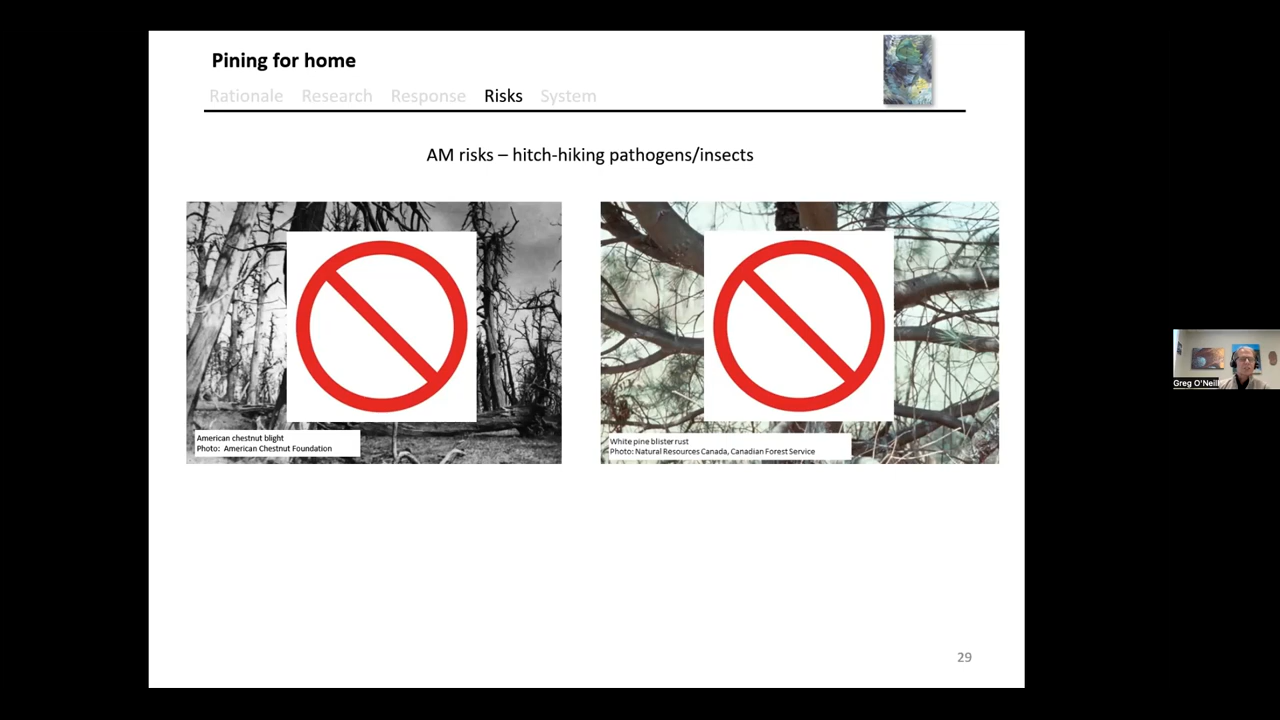 Pining for home
Rationale Research Response Risks System
AM risks – hitch-hiking pathogens/insects
American chestnut blight
Photo: American Chestnut Foundation
White pine blister rust
Photo: Natural Resources Canada, Canadian Forest Service
Greg O'Neill
29